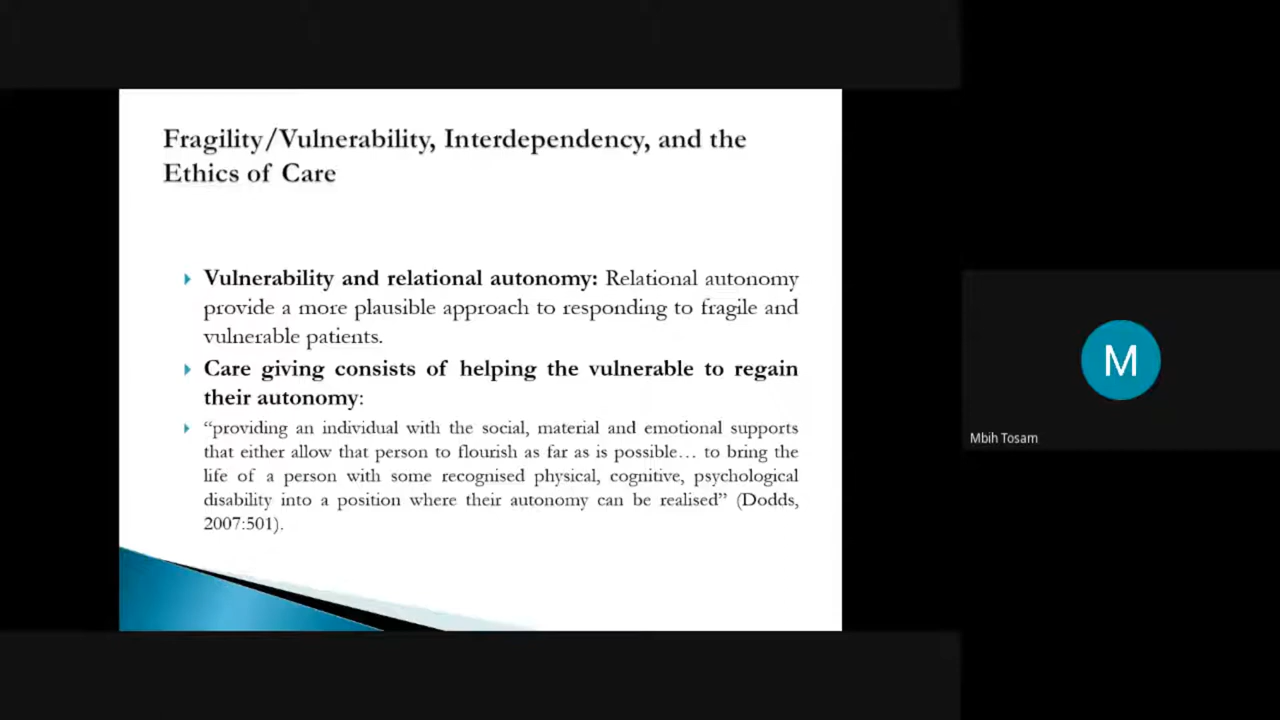 Fragility/Vulnerability, Interdependency, and the
Ethics of Care
Vulnerability and relational autonomy: Relational autonomy
provide a more plausible approach to responding to fragile and
vulnerable patients.
Care giving consists of helping the vulnerable to regain
their autonomy:
“providing an individual with the social, material and emotional supports
that either allow that person to flourish as far as is possible… to bring the
life of a person with some recognised physical, cognitive, psychological
disability into a position where their autonomy can be realised” (Dodds,
2007:501).
M
Mbih Tosam